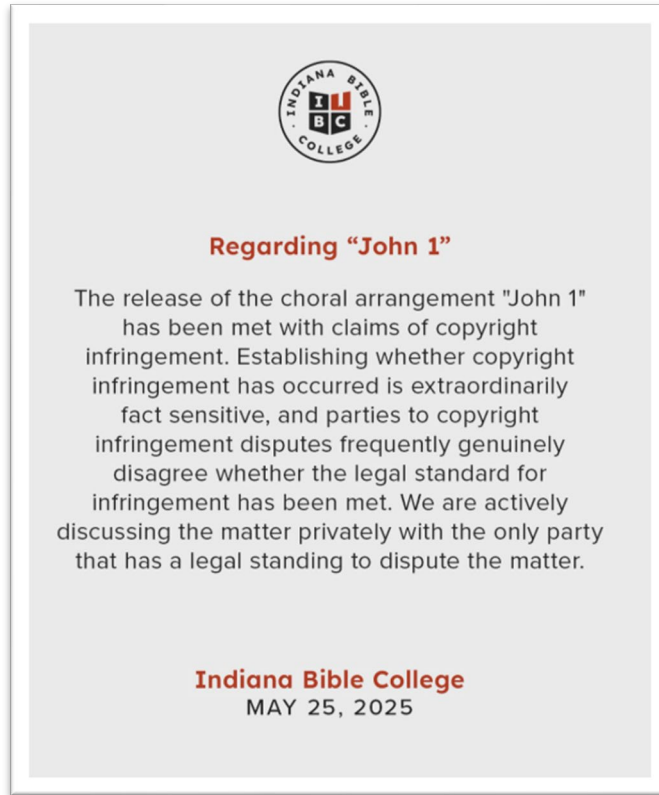 · INDIANA BIBLE · COLLEGE
I
B C
Regarding “John 1”
The release of the choral arrangement "John 1"
has been met with claims of copyright
infringement. Establishing whether copyright
infringement has occurred is extraordinarily
fact sensitive, and parties to copyright
infringement disputes frequently genuinely
disagree whether the legal standard for
infringement has been met. We are actively
discussing the matter privately with the only party
that has a legal standing to dispute the matter.
Indiana Bible College
MAY 25, 2025